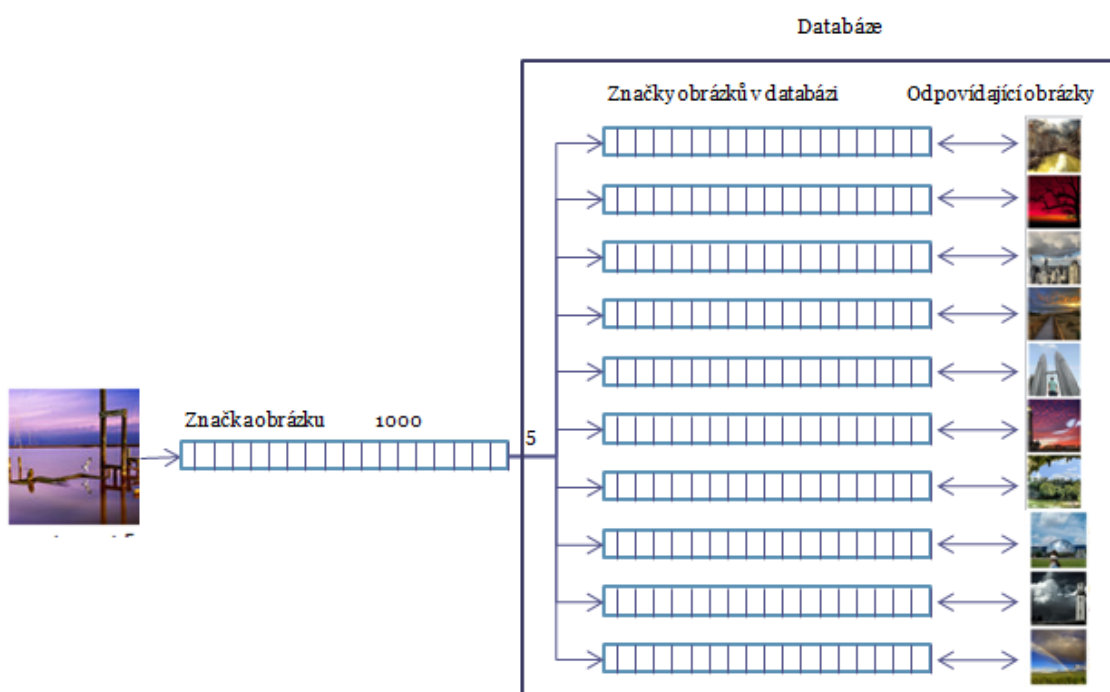 Databáze
Značky obrázků v databázi
Odpovídající obrázky
Značka obrázku 1000
5